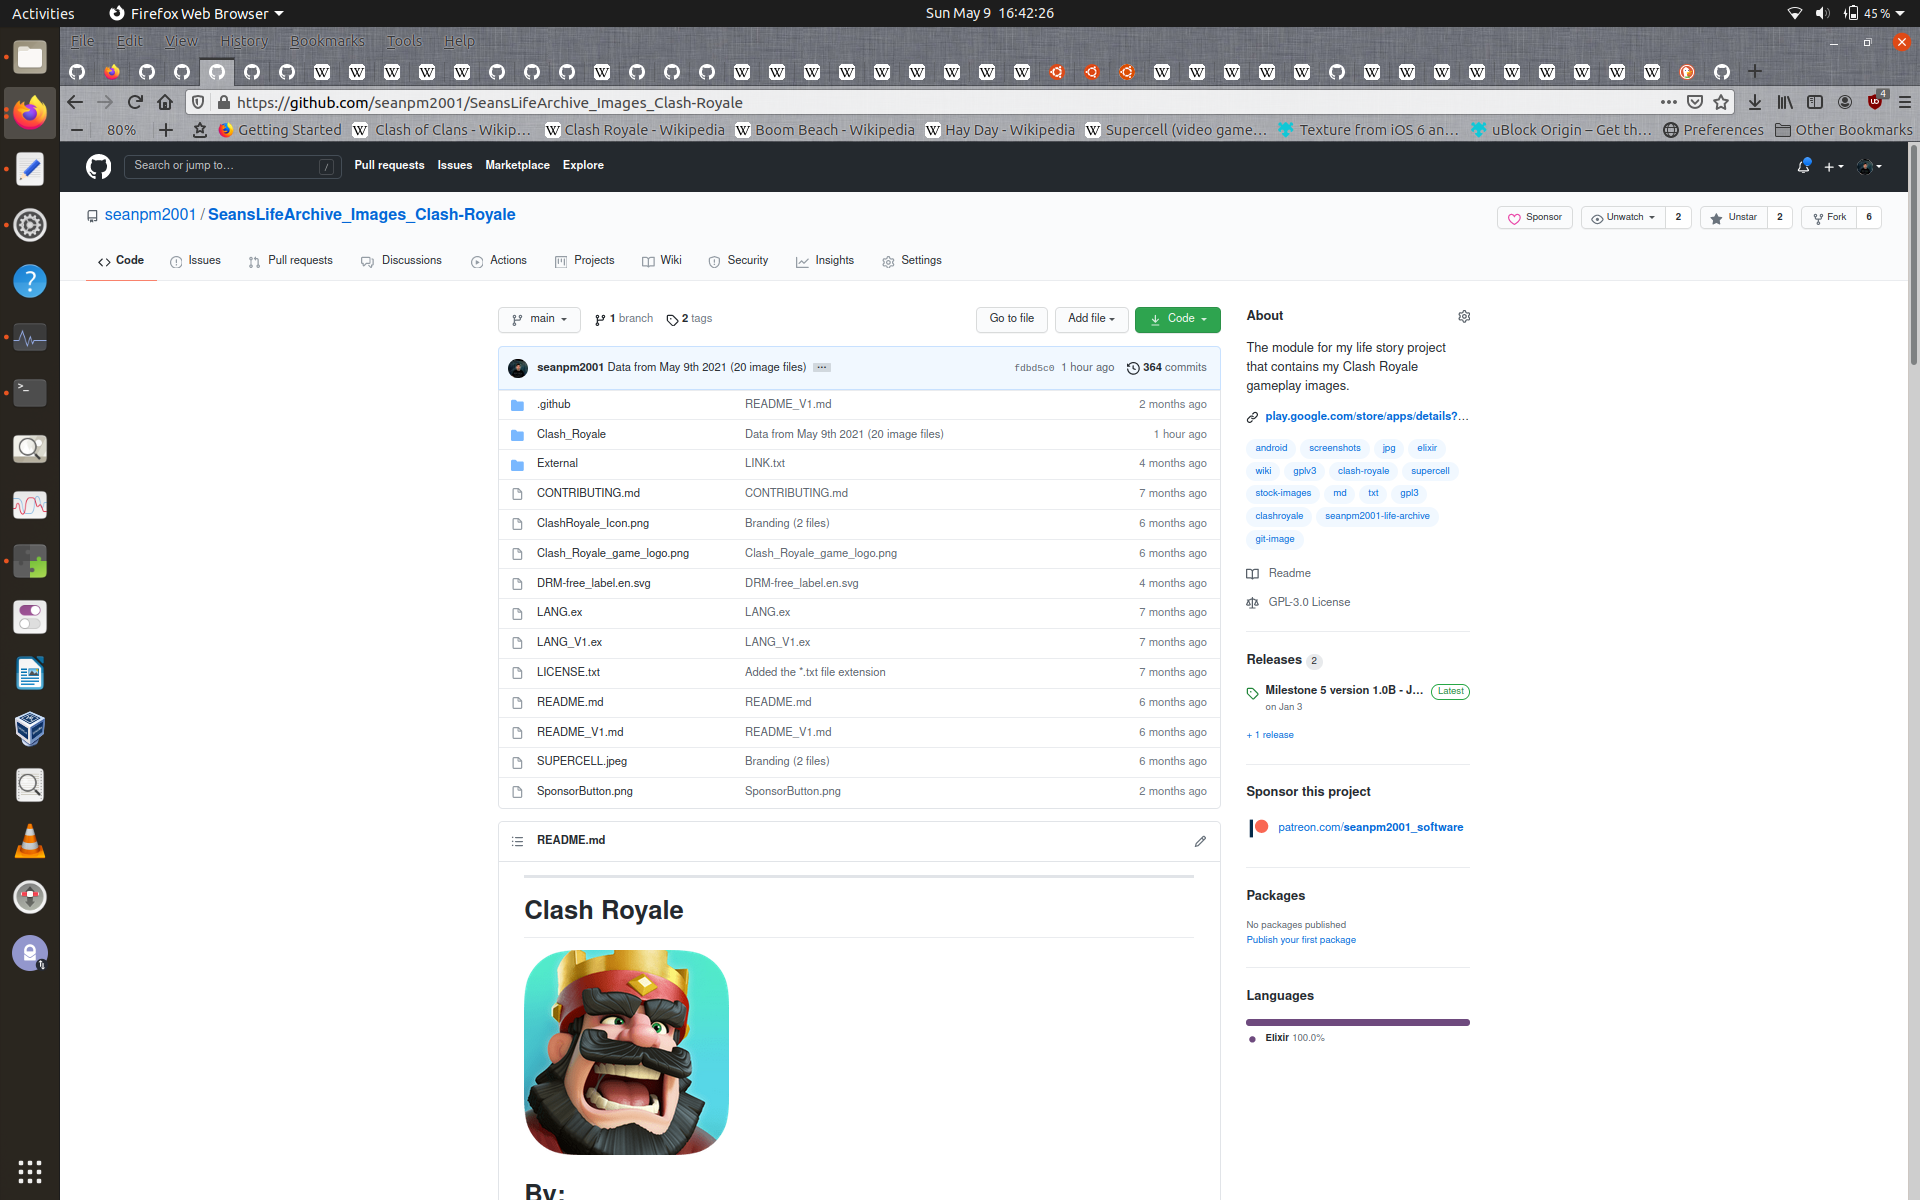 Activities
Firefox Web Browser
Sun May 9 16:42:26
45 %
File Edit View History Bookmarks Tools Help
https://github.com/seanpm2001/SeansLifeArchive_Images_Clash-Royale
4
80%
Getting Started
Clash of Clans - Wikip...
Clash Royale - Wikipedia
Boom Beach - Wikipedia
Hay Day - Wikipedia
Supercell (video game...
Texture from iOS 6 an...
uBlock Origin – Get th...
Preferences
Other Bookmarks
Search or jump to...
/
Pull requests Issues Marketplace Explore
seanpm2001 / SeansLifeArchive_Images_Clash-Royale
Sponsor
Unwatch 2
Unstar 2
Fork 6
Code Issues Pull requests Discussions Actions Projects Wiki Security Insights Settings
main
1 branch
2 tags
Go to file
Add file
Code
seanpm2001 Data from May 9th 2021 (20 image files) ...
fdbd5c0 1 hour ago
364 commits
.github README_V1.md 2 months ago
Clash_Royale Data from May 9th 2021 (20 image files) 1 hour ago
External LINK.txt 4 months ago
CONTRIBUTING.md CONTRIBUTING.md 7 months ago
ClashRoyale_Icon.png Branding (2 files) 6 months ago
Clash_Royale_game_logo.png Clash_Royale_game_logo.png 6 months ago
DRM-free_label.en.svg DRM-free_label.en.svg 4 months ago
LANG.ex LANG.ex 7 months ago
LANG_V1.ex LANG_V1.ex 7 months ago
LICENSE.txt Added the *.txt file extension 7 months ago
README.md README.md 6 months ago
README_V1.md README_V1.md 6 months ago
SUPERCELL.jpeg Branding (2 files) 6 months ago
SponsorButton.png SponsorButton.png 2 months ago
README.md
Clash Royale
By:
About
The module for my life story project
that contains my Clash Royale
gameplay images.
play.google.com/store/apps/details?...
android screenshots jpg elixir
wiki gplv3 clash-royale supercell
stock-images md txt gpl3
clashroyale seanpm2001-life-archive
git-image
Readme
GPL-3.0 License
Releases 2
Milestone 5 version 1.0B - J... Latest
on Jan 3
+ 1 release
Sponsor this project
patreon.com/seanpm2001_software
Packages
No packages published
Publish your first package
Languages
Elixir 100.0%